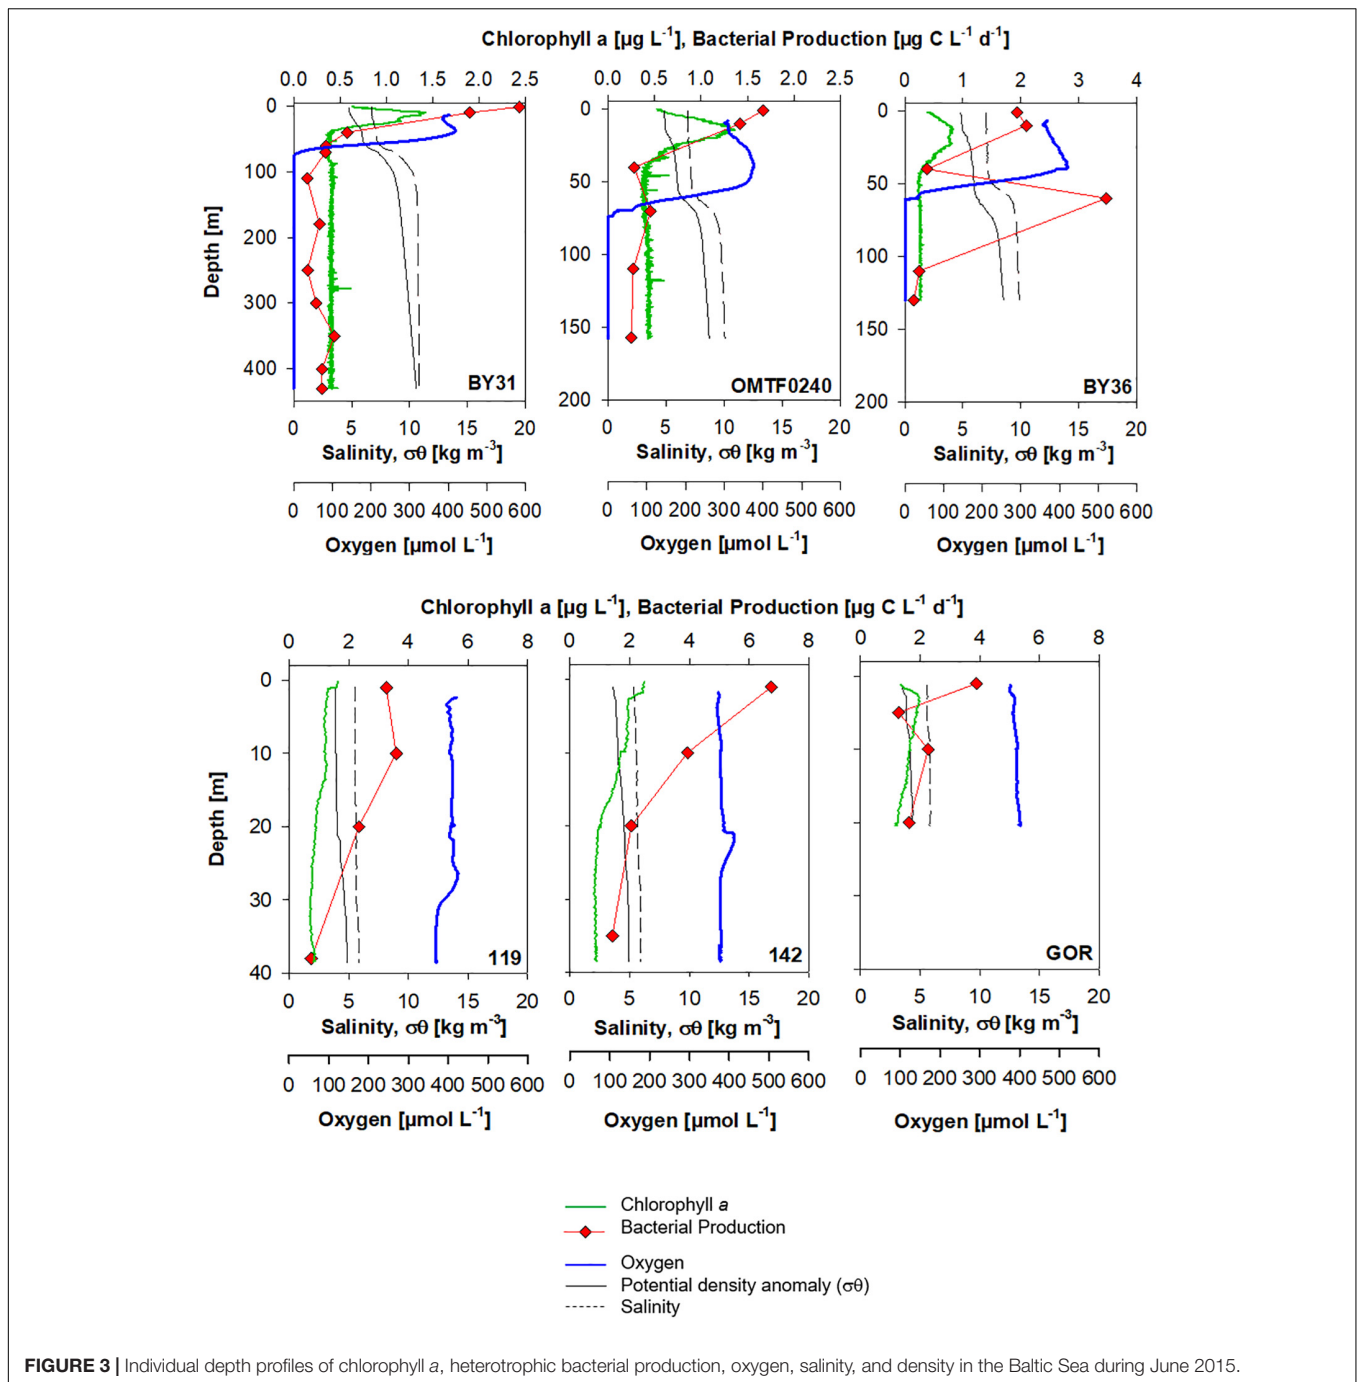 Chlorophyll a [µg L-1], Bacterial Production [µg C L-1 d-1]
0.0 0.5 1.0 1.5 2.0 2.5
0.0 0.5 1.0 1.5 2.0 2.5
0 1 2 3 4
Depth [m]
0
100
200
300
400
BY31
0 5 10 15 20
Salinity, σθ [kg m-3]
0 100 200 300 400 500 600
Oxygen [µmol L-1]
0
50
100
150
200
OMTF0240
0 5 10 15 20
Salinity, σθ [kg m-3]
0 100 200 300 400 500 600
Oxygen [µmol L-1]
0
50
100
150
200
BY36
0 5 10 15 20
Salinity, σθ [kg m-3]
0 100 200 300 400 500 600
Oxygen [µmol L-1]
Chlorophyll a [µg L-1], Bacterial Production [µg C L-1 d-1]
0 2 4 6 8
0 2 4 6 8
0 2 4 6 8
Depth [m]
0
10
20
30
40
119
142
GOR
0 5 10 15 20
0 5 10 15 20
0 5 10 15 20
Salinity, σθ [kg m-3]
Salinity, σθ [kg m-3]
Salinity, σθ [kg m-3]
0 100 200 300 400 500 600
0 100 200 300 400 500 600
0 100 200 300 400 500 600
Oxygen [µmol L-1]
Oxygen [µmol L-1]
Oxygen [µmol L-1]
Chlorophyll a
Bacterial Production
Oxygen
Potential density anomaly (σθ)
Salinity
FIGURE 3 | Individual depth profiles of chlorophyll a, heterotrophic bacterial production, oxygen, salinity, and density in the Baltic Sea during June 2015.